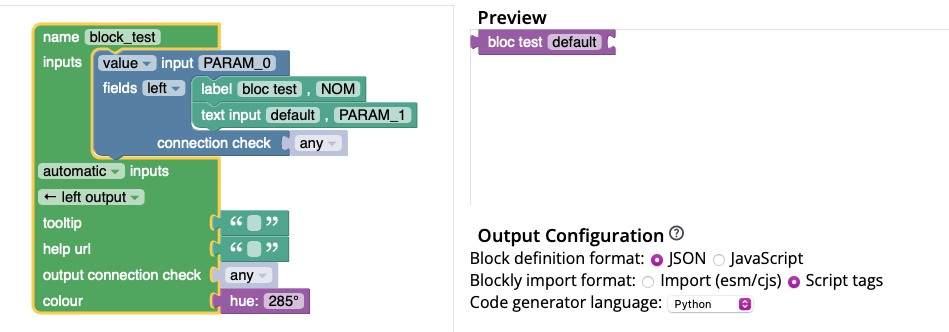 name block_test
inputs value input PARAM_0
fields left label bloc test , NOM
text input default , PARAM_1
connection check any
automatic inputs
← left output
tooltip “ ”
help url “ ”
output connection check any
colour hue: 285°
Preview
bloc test default
Output Configuration ?
Block definition format: JSON JavaScript
Blockly import format: Import (esm/cjs) Script tags
Code generator language: Python